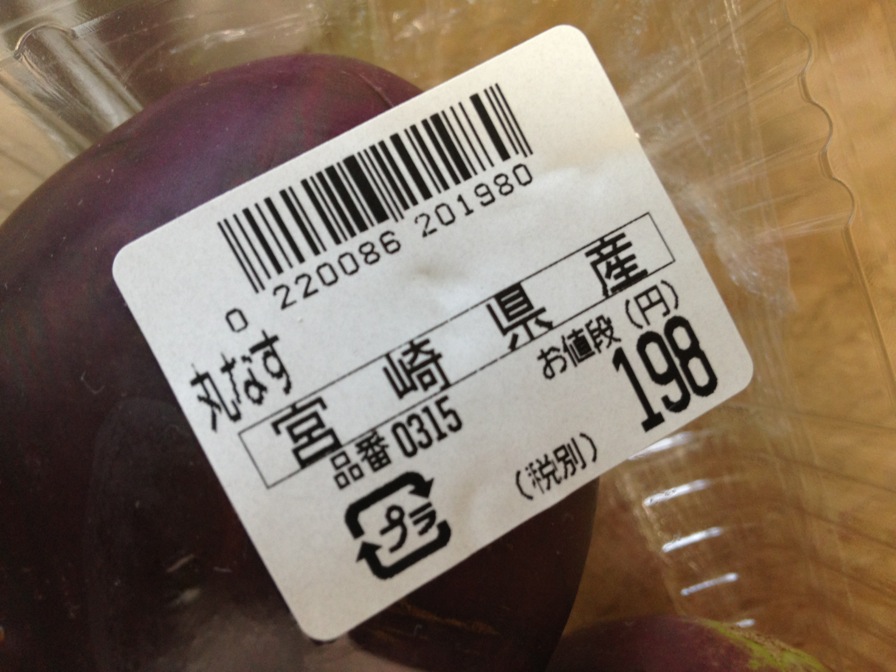 0 220086 201980
丸なす
宮崎県産
品番 0315
お値段(円)
198
(税別)
プラ